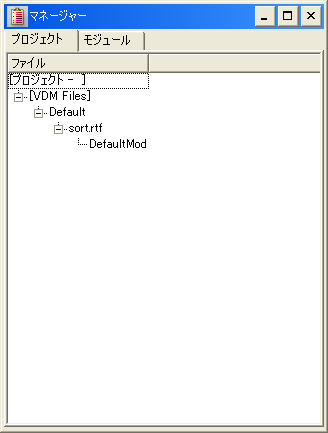 マネージャー
プロジェクト モジュール
ファイル
[プロジェクト - ]
[VDM Files]
Default
sort.rtf
DefaultMod